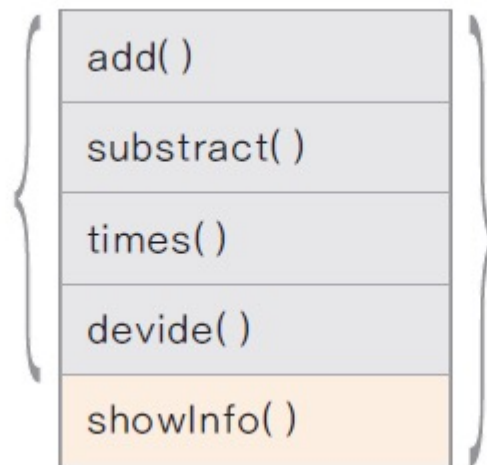 add( )
substract( )
times( )
devide( )
showInfo( )